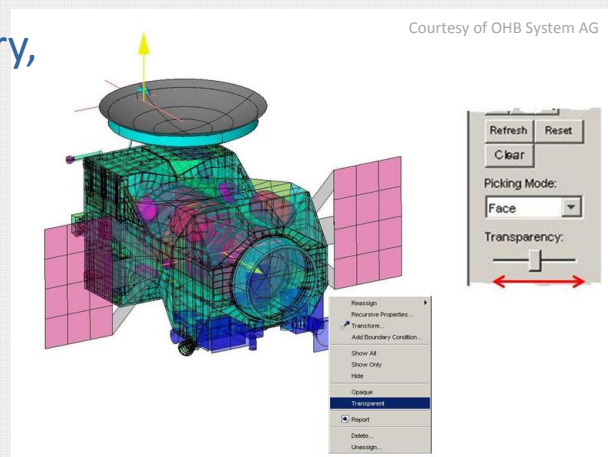 Courtesy of OHB System AG
ry,
Refresh Reset
Clear
Picking Mode:
Face
Transparency:
Reassign
Recursive Properties...
Transform...
Add Boundary Condition...
Show All
Show Only
Hide
Opaque
Transparent
Report
Delete...
Unassign...